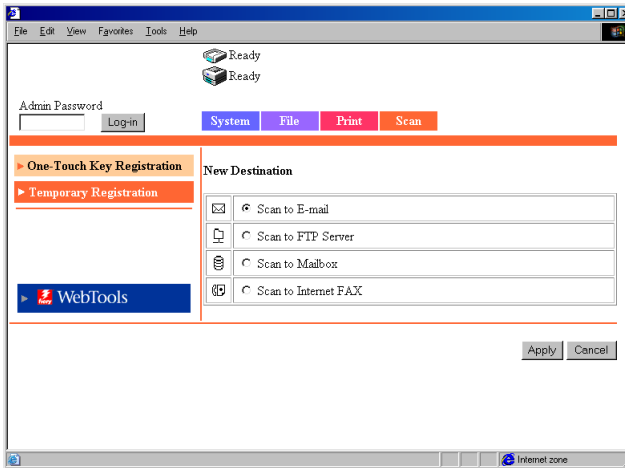 File Edit View Favorites Tools Help
Ready
Ready
Admin Password
Log-in
System File Print Scan
One-Touch Key Registration
Temporary Registration
New Destination
Scan to E-mail
Scan to FTP Server
Scan to Mailbox
Scan to Internet FAX
fiery WebTools
Apply Cancel
Internet zone